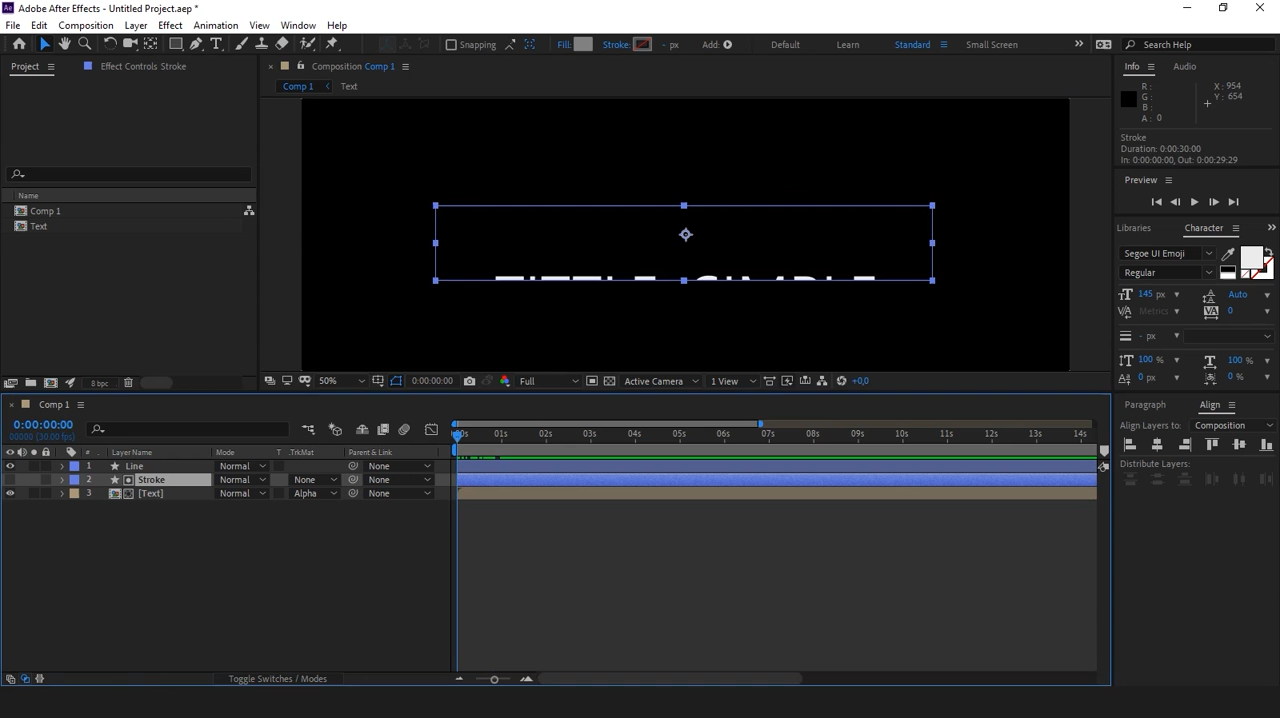 Adobe After Effects - Untitled Project.aep *
File Edit Composition Layer Effect Animation View Window Help
Snapping Fill: Stroke: - px Add: Default Learn Standard Small Screen Search Help
Project Effect Controls Stroke
Composition Comp 1
Comp 1 Text
Info Audio
R : X : 954
G : Y : 654
B :
A : 0
Stroke
Duration: 0:00:30:00
In: 0:00:00:00, Out: 0:00:29:29
Preview
Name
Comp 1
Text
Libraries Character
Segoe UI Emoji
Regular
145 px Auto
Metrics 0
- px
100 % 100 %
0 px 0 %
8 bpc
50% 0:00:00:00 Full Active Camera 1 View +0,0
Comp 1
0:00:00:00
00000 (30.00 fps)
00s 01s 02s 03s 04s 05s 06s 07s 08s 09s 10s 11s 12s 13s 14s
# Layer Name Mode T .TrkMat Parent & Link
1 Line Normal None
2 Stroke Normal None None
3 [Text] Normal Alpha None
Paragraph Align
Align Layers to: Composition
Distribute Layers:
Toggle Switches / Modes